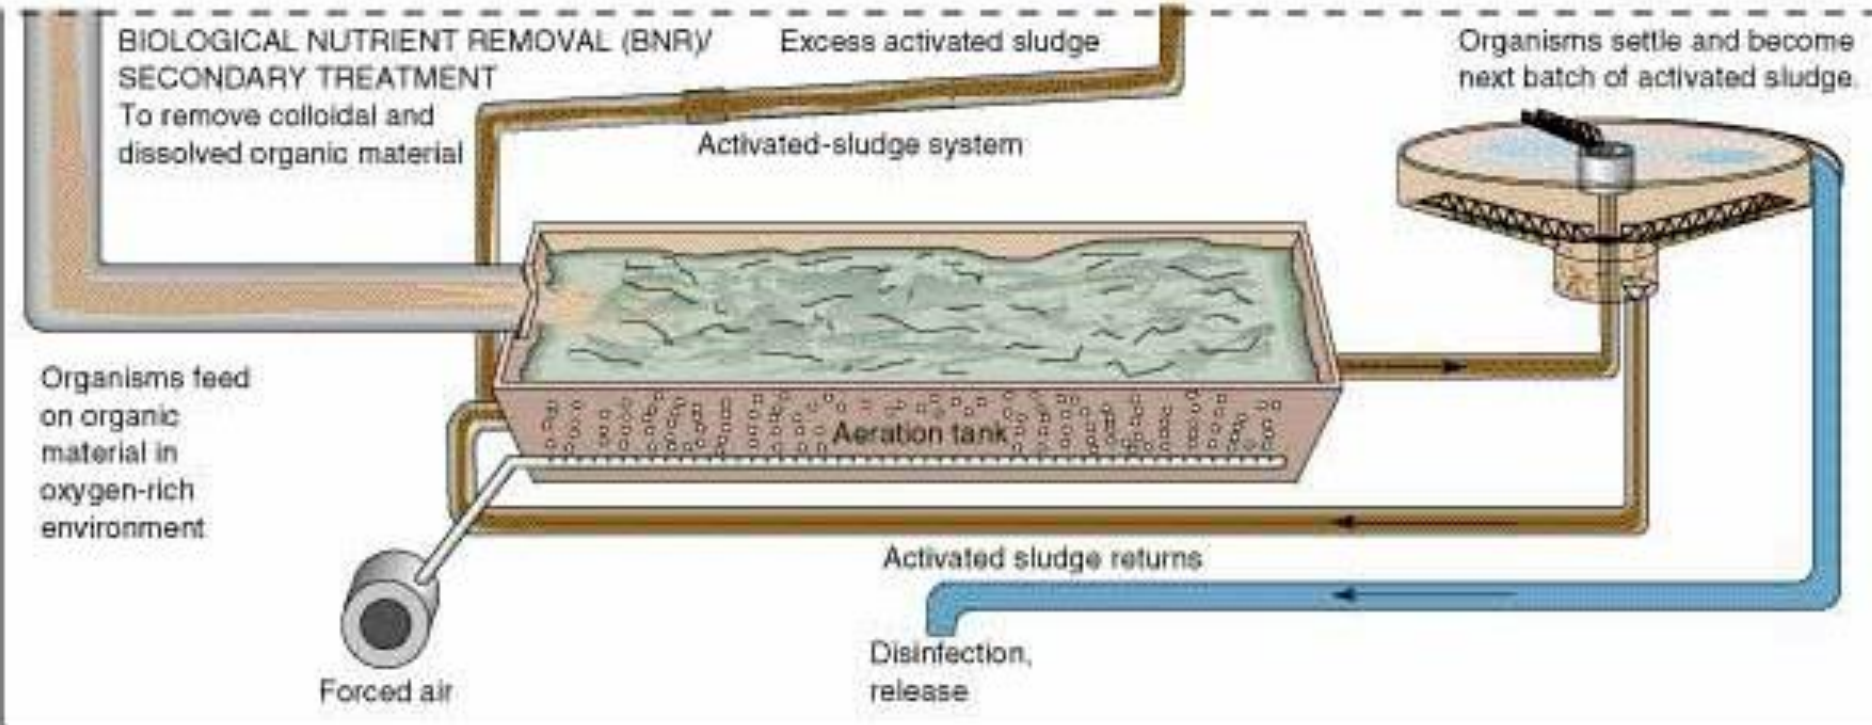 BIOLOGICAL NUTRIENT REMOVAL (BNR)/
SECONDARY TREATMENT
To remove colloidal and
dissolved organic material
Excess activated sludge
Activated-sludge system
Organisms settle and become
next batch of activated sludge.
Organisms feed
on organic
material in
oxygen-rich
environment
Aeration tank
Activated sludge returns
Disinfection,
release
Forced air